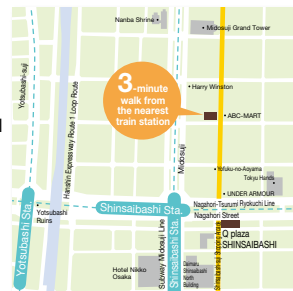 Nanba Shrine
Midosuji Grand Tower
Yotsubashi-suji
Hanshin Expressway Route 1 Loop Route
3-minute
walk from
the nearest
train station
Harry Winston
ABC-MART
Midosuji
Yofuku-no-Aoyama
Tokyu Hands
UNDER ARMOUR
Nagahori-Tsurumi Ryokuchi Line
Shinsaibashi Sta.
Nagahori Street
Yotsubashi
Ruins
Yotsubashi Sta.
Q plaza
SHINSAIBASHI
Hotel Nikko
Osaka
Subway Midosuji Line
Shinsaibashi Sta.
Daimaru
Shinsaibashi
North
Building
Shinsaibashisuji Shopping Arcade